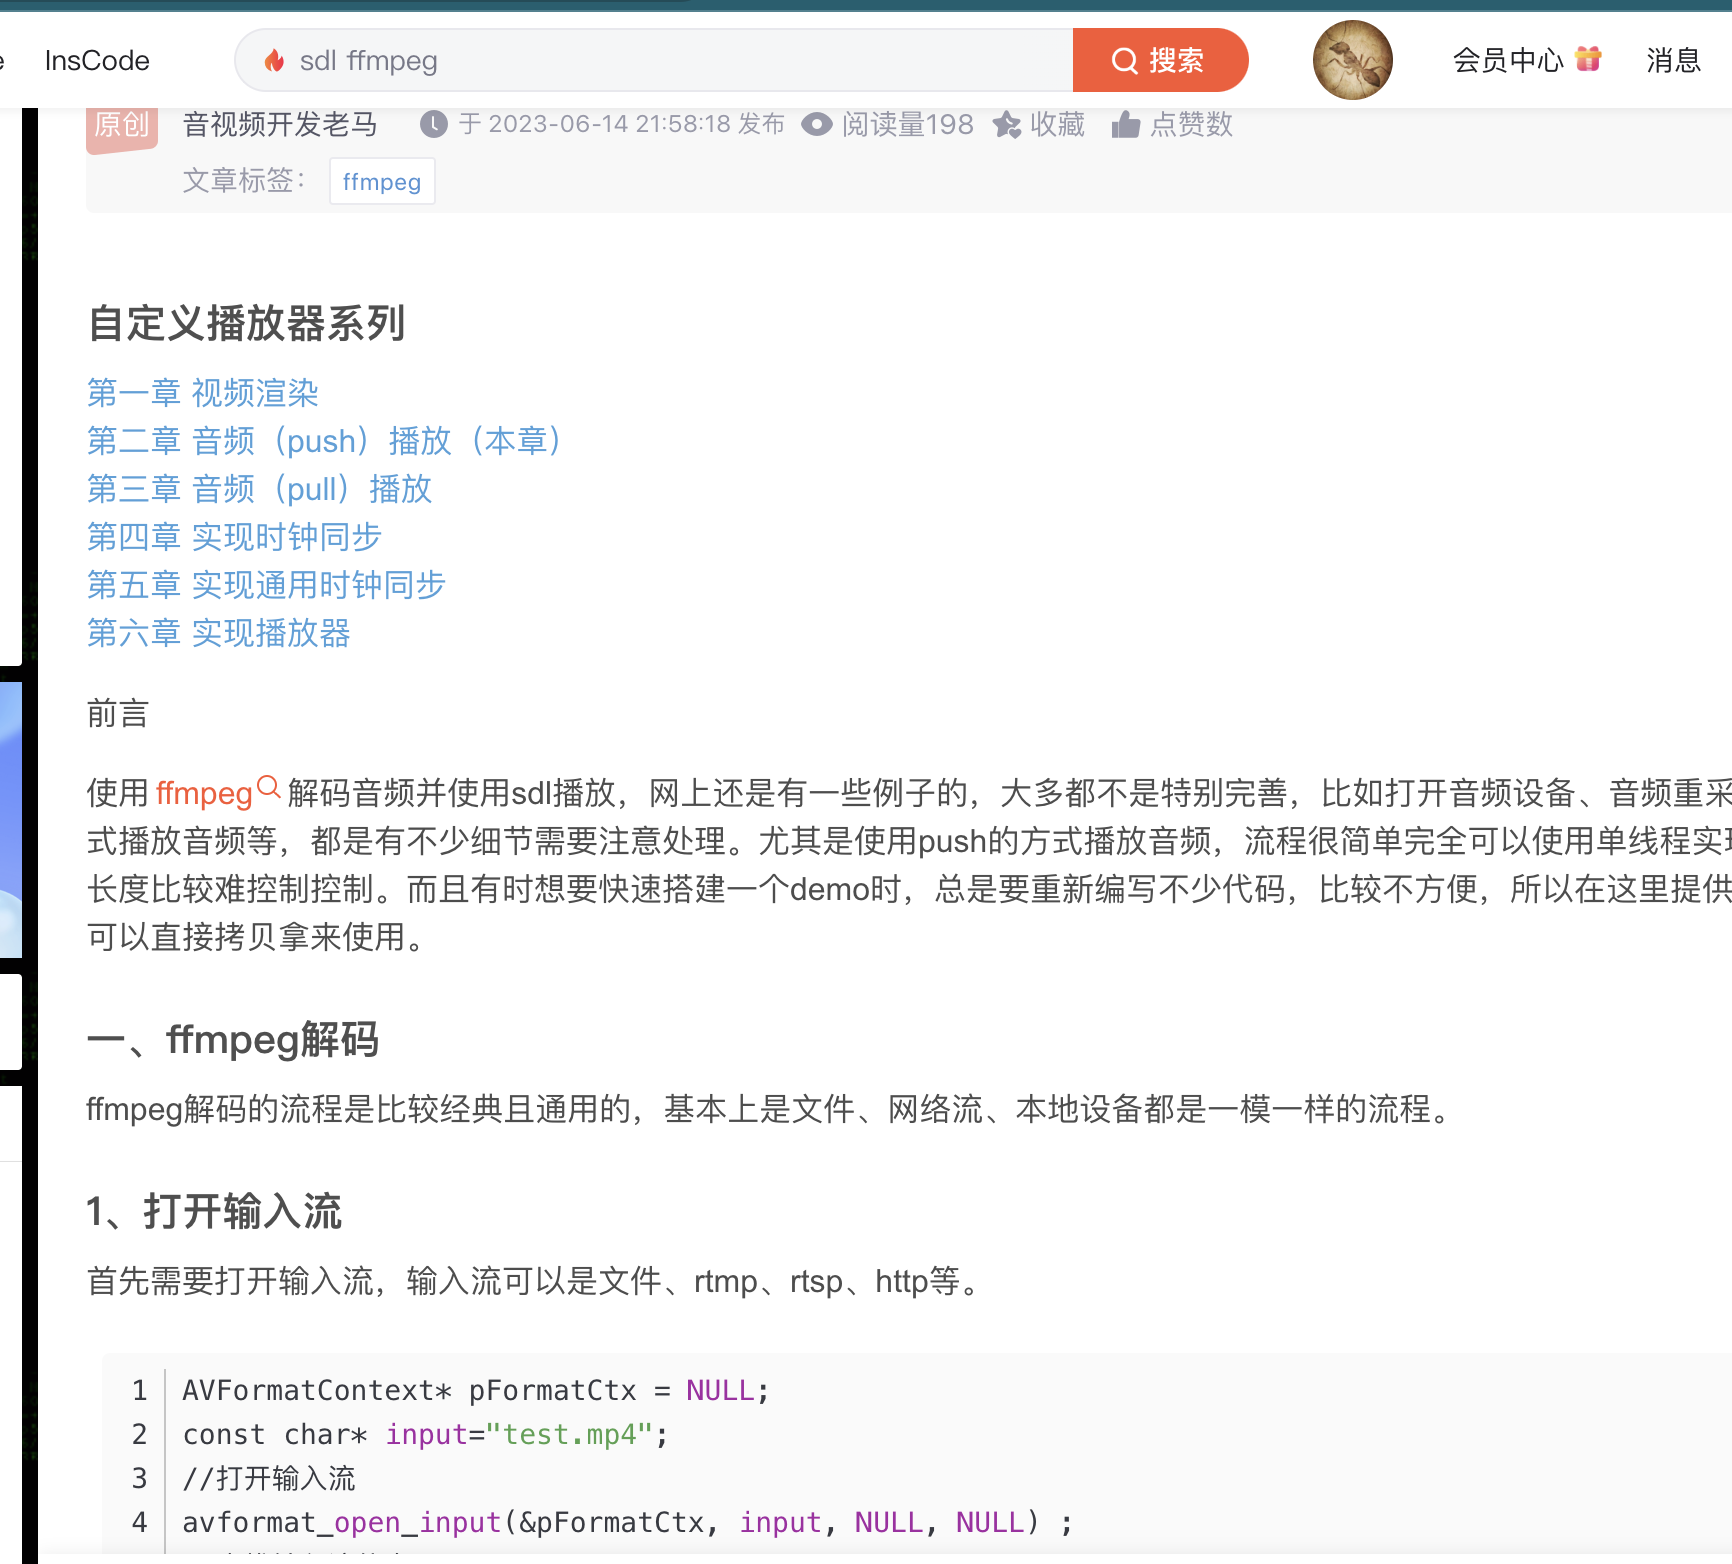 InsCode
sdl ffmpeg
搜索
会员中心
消息
原创
音视频开发老马
于 2023-06-14 21:58:18 发布
阅读量198
收藏
点赞数
文章标签：
ffmpeg
自定义播放器系列
第一章 视频渲染
第二章 音频（push）播放（本章）
第三章 音频（pull）播放
第四章 实现时钟同步
第五章 实现通用时钟同步
第六章 实现播放器
前言
使用 ffmpeg 解码音频并使用sdl播放，网上还是有一些例子的，大多都不是特别完善，比如打开音频设备、音频重采
式播放音频等，都是有不少细节需要注意处理。尤其是使用push的方式播放音频，流程很简单完全可以使用单线程实现
长度比较难控制控制。而且有时想要快速搭建一个demo时，总是要重新编写不少代码，比较不方便，所以在这里提供
可以直接拷贝拿来使用。
一、ffmpeg解码
ffmpeg解码的流程是比较经典且通用的，基本上是文件、网络流、本地设备都是一模一样的流程。
1、打开输入流
首先需要打开输入流，输入流可以是文件、rtmp、rtsp、http等。
1 AVFormatContext* pFormatCtx = NULL;
2 const char* input="test.mp4";
3 //打开输入流
4 avformat_open_input(&pFormatCtx, input, NULL, NULL) ;